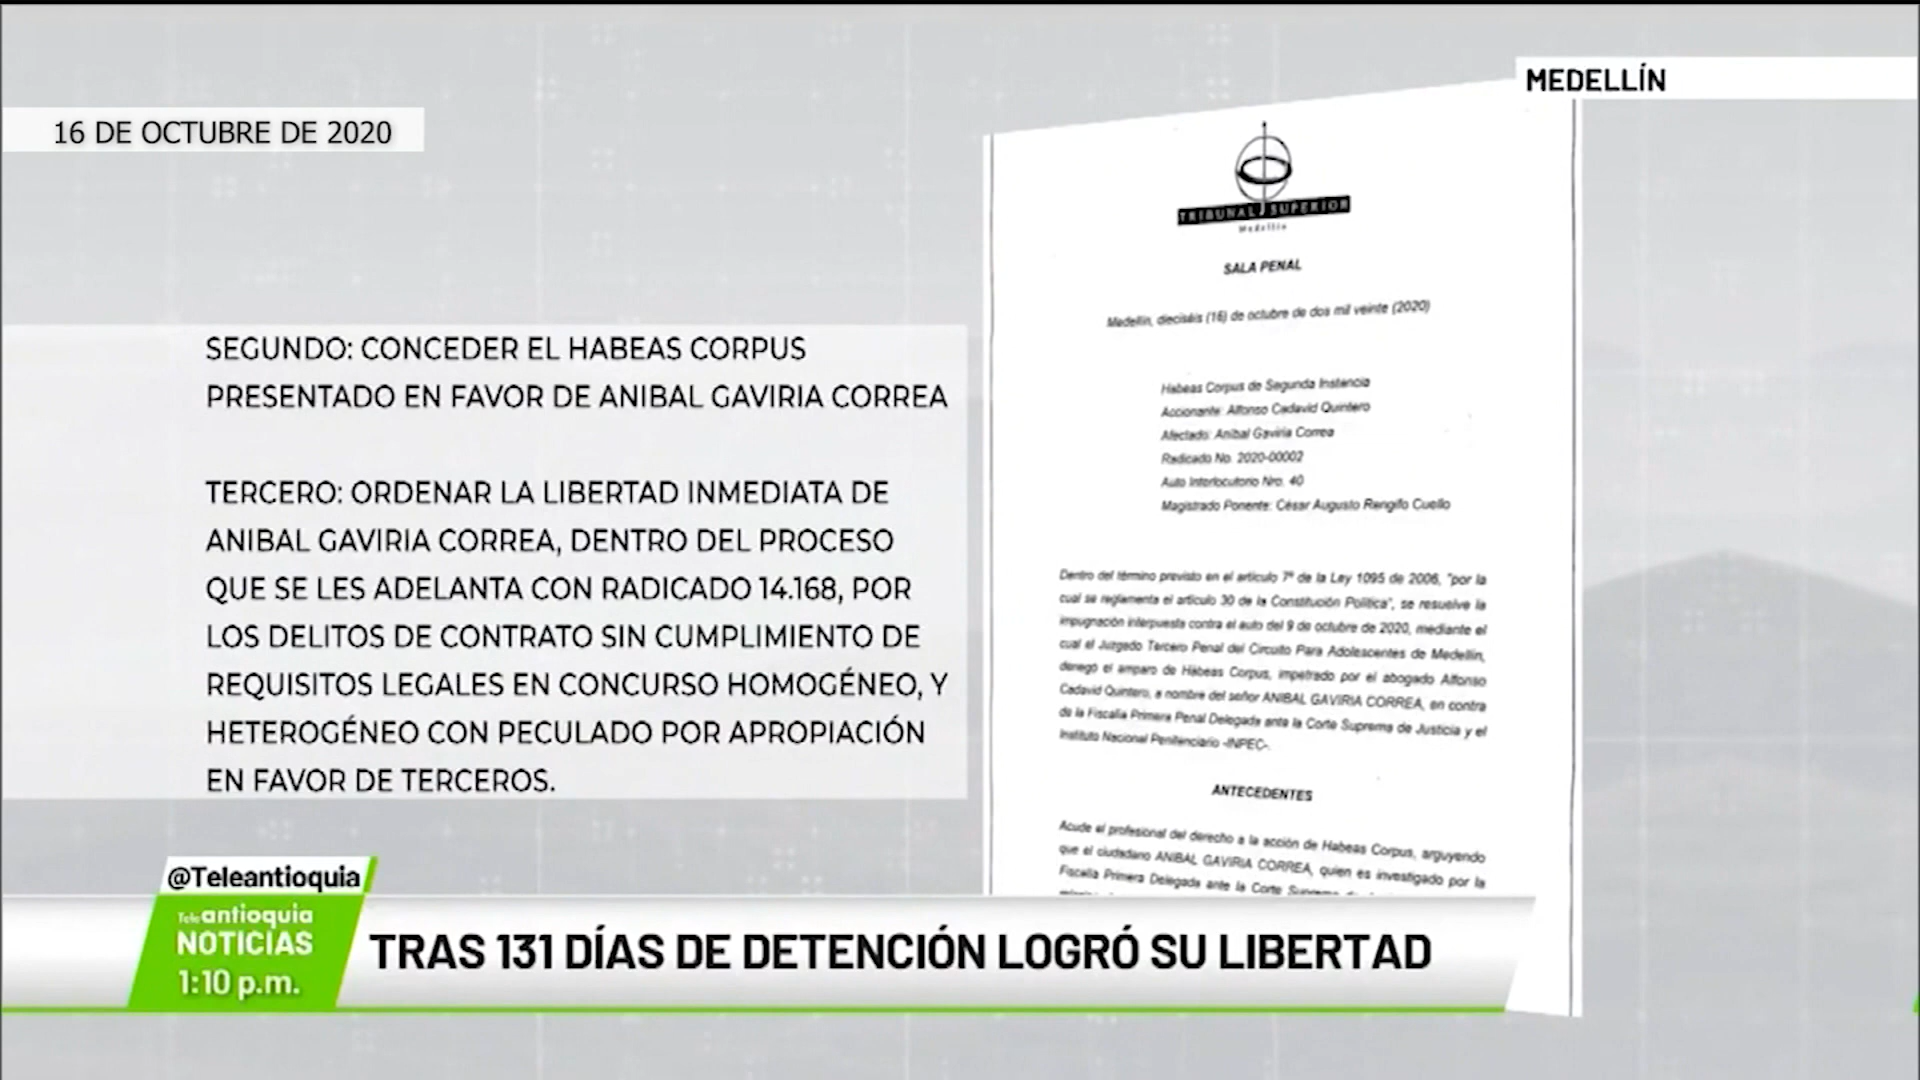 MEDELLÍN
16 DE OCTUBRE DE 2020
SEGUNDO: CONCEDER EL HABEAS CORPUS
PRESENTADO EN FAVOR DE ANIBAL GAVIRIA CORREA
TERCERO: ORDENAR LA LIBERTAD INMEDIATA DE
ANIBAL GAVIRIA CORREA, DENTRO DEL PROCESO
QUE SE LES ADELANTA CON RADICADO 14.168, POR
LOS DELITOS DE CONTRATO SIN CUMPLIMIENTO DE
REQUISITOS LEGALES EN CONCURSO HOMOGÉNEO, Y
HETEROGÉNEO CON PECULADO POR APROPIACIÓN
EN FAVOR DE TERCEROS.
TRIBUNAL SUPERIOR
Medellín
SALA PENAL
Medellín, dieciséis (16) de octubre de dos mil veinte (2020)
Habeas Corpus de Segunda Instancia
Accionante: Alfonso Cadavid Quintero
Afectado: Aníbal Gaviria Correa
Radicado No. 2020-00002
Auto Interlocutorio Nro. 40
Magistrado Ponente: César Augusto Rengifo Cuello
Dentro del término previsto en el artículo 7º de la Ley 1095 de 2006, "por la
cual se reglamenta el artículo 30 de la Constitución Política", se resuelve la
impugnación interpuesta contra el auto del 9 de octubre de 2020, mediante el
cual el Juzgado Tercero Penal del Circuito Para Adolescentes de Medellín,
denegó el amparo de Hábeas Corpus, impetrado por el abogado Alfonso
Cadavid Quintero, a nombre del señor ANIBAL GAVIRIA CORREA, en contra
de la Fiscalía Primera Penal Delegada ante la Corte Suprema de Justicia y el
Instituto Nacional Penitenciario -INPEC-.
ANTECEDENTES
Acude el profesional del derecho a la acción de Habeas Corpus, arguyendo
que el ciudadano ANIBAL GAVIRIA CORREA, quien es investigado por la
Fiscalía Primera Delegada ante la Corte Suprema
@Teleantioquia
Tele antioquia
NOTICIAS
1:10 p.m.
TRAS 131 DÍAS DE DETENCIÓN LOGRÓ SU LIBERTAD